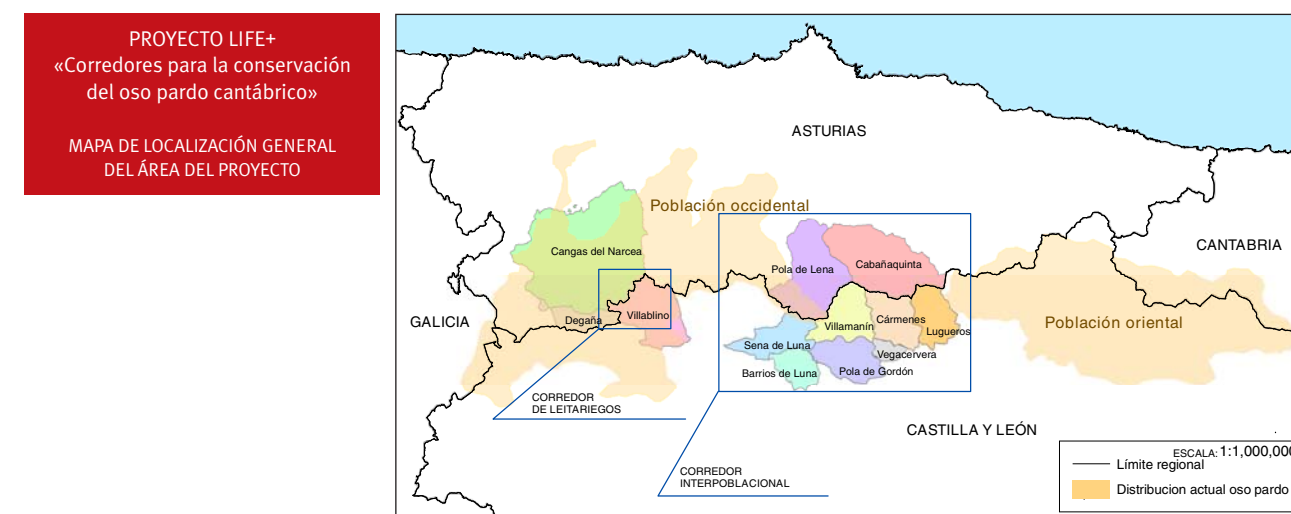 PROYECTO LIFE+
«Corredores para la conservación
del oso pardo cantábrico»
MAPA DE LOCALIZACIÓN GENERAL
DEL ÁREA DEL PROYECTO
ASTURIAS
Población occidental
CANTABRIA
Cangas del Narcea
Pola de Lena
Cabañaquinta
GALICIA
Degaña
Villablino
Villamanín
Cármenes
Lugueros
Población oriental
Sena de Luna
Vegacervera
Barrios de Luna
Pola de Gordón
CORREDOR
DE LEITARIEGOS
CASTILLA Y LEÓN
CORREDOR
INTERPOBLACIONAL
ESCALA: 1:1,000,000
Límite regional
Distribucion actual oso pardo